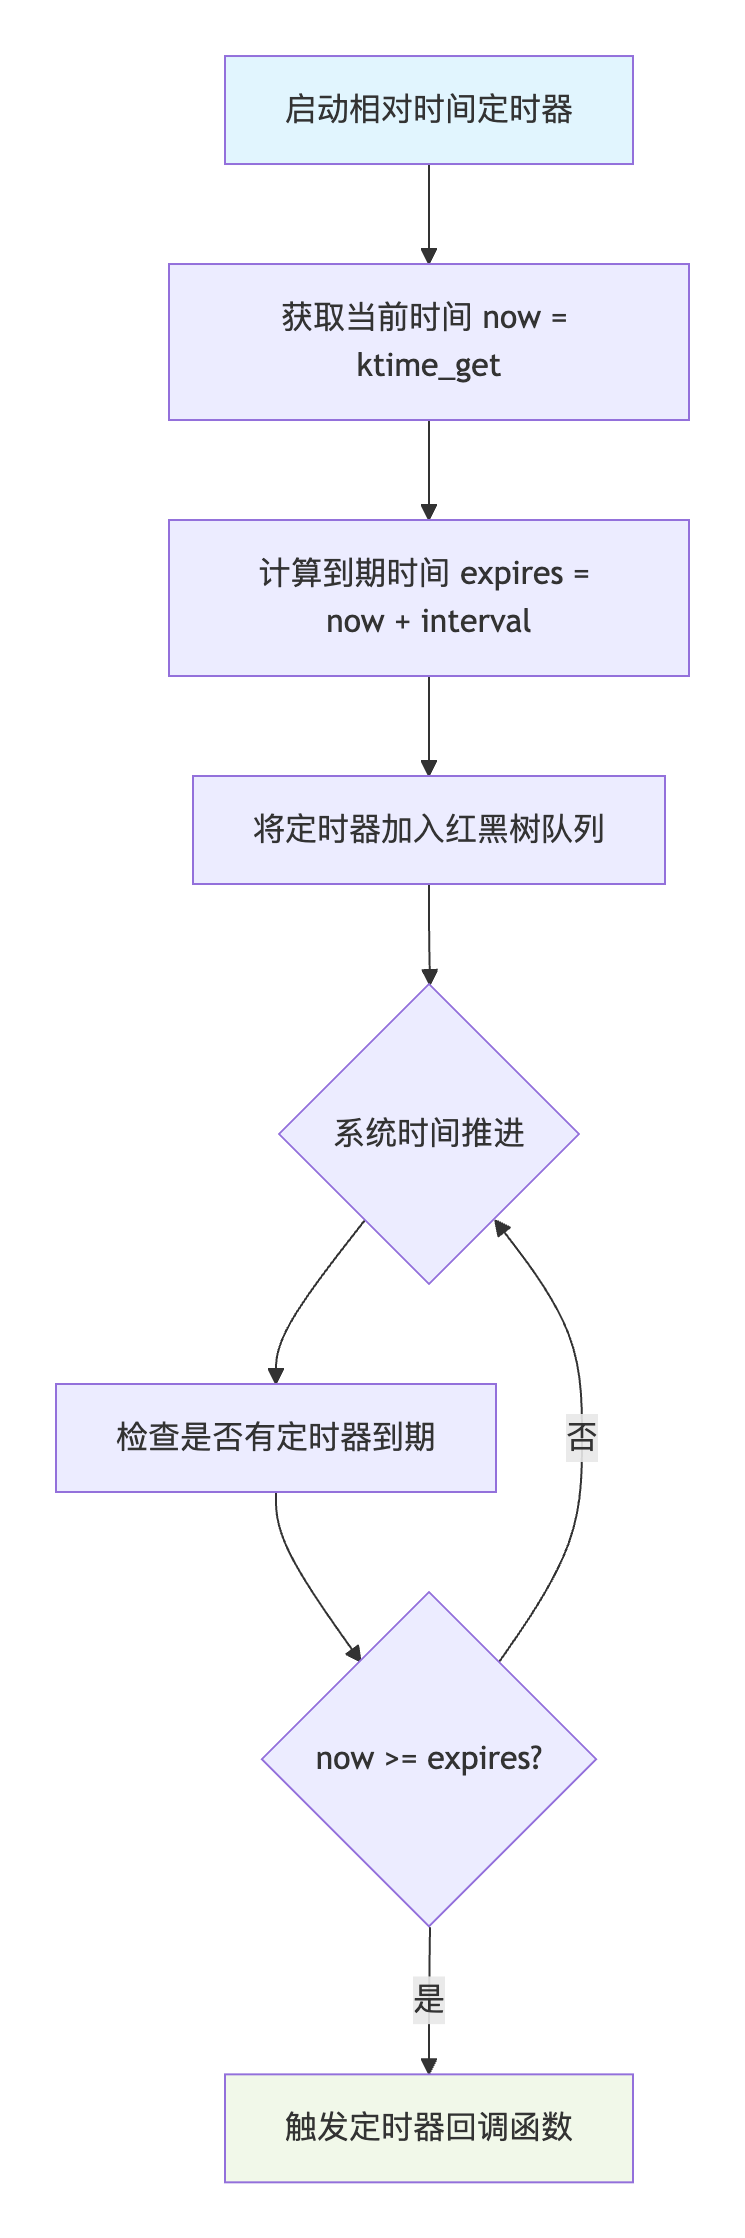 启动相对时间定时器
获取当前时间 now =
ktime_get
计算到期时间 expires =
now + interval
将定时器加入红黑树队列
系统时间推进
检查是否有定时器到期
否
now >= expires?
是
触发定时器回调函数